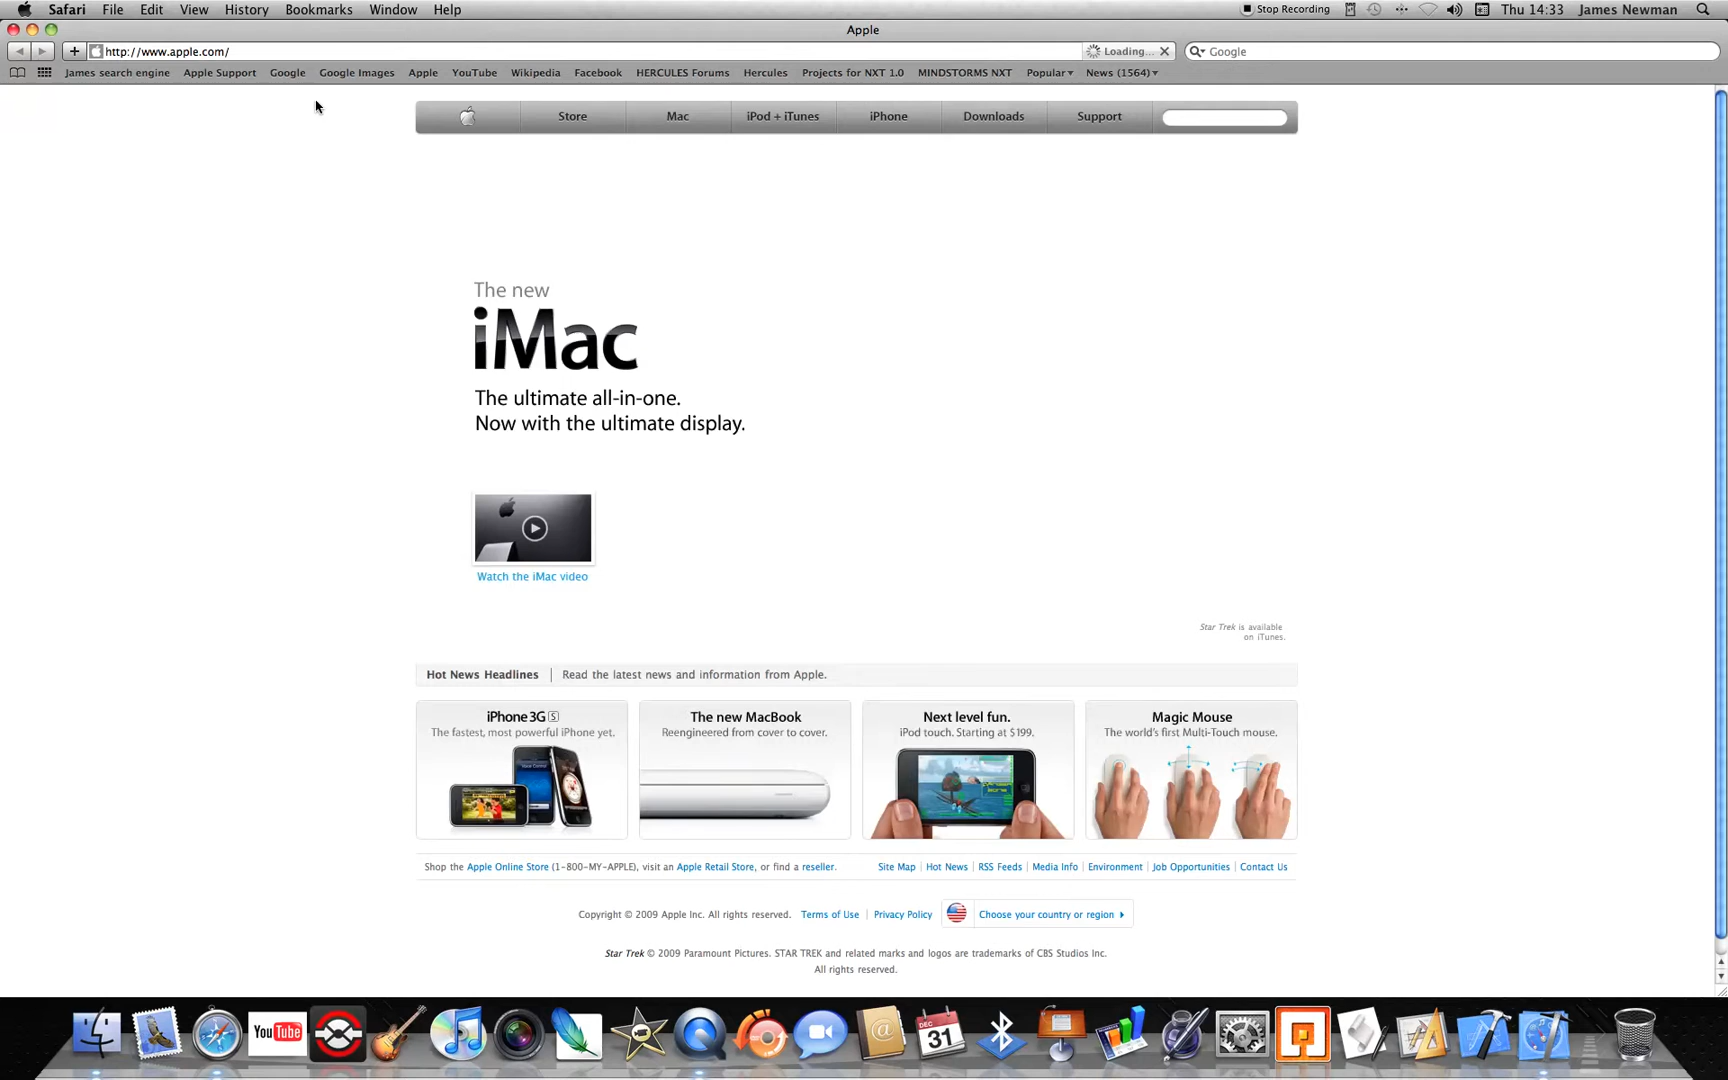 Safari File Edit View History Bookmarks Window Help Stop Recording Thu 14:33 James Newman
Apple
http://www.apple.com/ Loading... Google
James search engine Apple Support Google Google Images Apple YouTube Wikipedia Facebook HERCULES Forums Hercules Projects for NXT 1.0 MINDSTORMS NXT Popular News (1564)
Store Mac iPod + iTunes iPhone Downloads Support
The new
iMac
The ultimate all-in-one.
Now with the ultimate display.
Watch the iMac video
Star Trek is available
on iTunes.
Hot News Headlines Read the latest news and information from Apple.
iPhone 3G S The new MacBook Next level fun. Magic Mouse
The fastest, most powerful iPhone yet. Reengineered from cover to cover. iPod touch. Starting at $199. The world's first Multi-Touch mouse.
Shop the Apple Online Store (1-800-MY-APPLE), visit an Apple Retail Store, or find a reseller. Site Map Hot News RSS Feeds Media Info Environment Job Opportunities Contact Us
Copyright © 2009 Apple Inc. All rights reserved. Terms of Use Privacy Policy Choose your country or region
Star Trek © 2009 Paramount Pictures. STAR TREK and related marks and logos are trademarks of CBS Studios Inc.
All rights reserved.
YouTube DEC 31